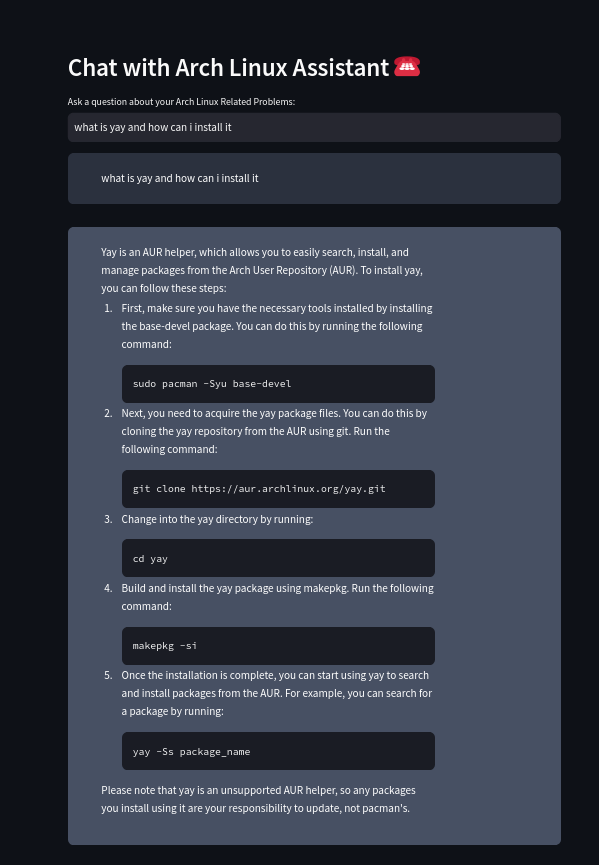 Chat with Arch Linux Assistant ☎️
Ask a question about your Arch Linux Related Problems:
what is yay and how can i install it
what is yay and how can i install it
Yay is an AUR helper, which allows you to easily search, install, and
manage packages from the Arch User Repository (AUR). To install yay,
you can follow these steps:
1. First, make sure you have the necessary tools installed by installing
the base-devel package. You can do this by running the following
command:
sudo pacman -Syu base-devel
2. Next, you need to acquire the yay package files. You can do this by
cloning the yay repository from the AUR using git. Run the
following command:
git clone https://aur.archlinux.org/yay.git
3. Change into the yay directory by running:
cd yay
4. Build and install the yay package using makepkg. Run the following
command:
makepkg -si
5. Once the installation is complete, you can start using yay to search
and install packages from the AUR. For example, you can search for
a package by running:
yay -Ss package_name
Please note that yay is an unsupported AUR helper, so any packages
you install using it are your responsibility to update, not pacman's.